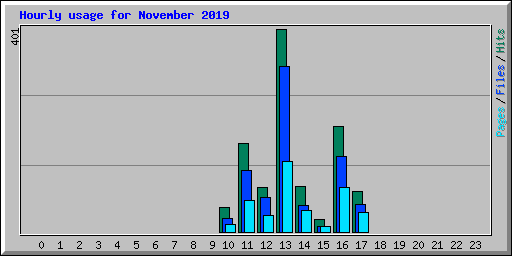 Hourly usage for November 2019
401
Pages/Files/Hits
0 1 2 3 4 5 6 7 8 9 10 11 12 13 14 15 16 17 18 19 20 21 22 23